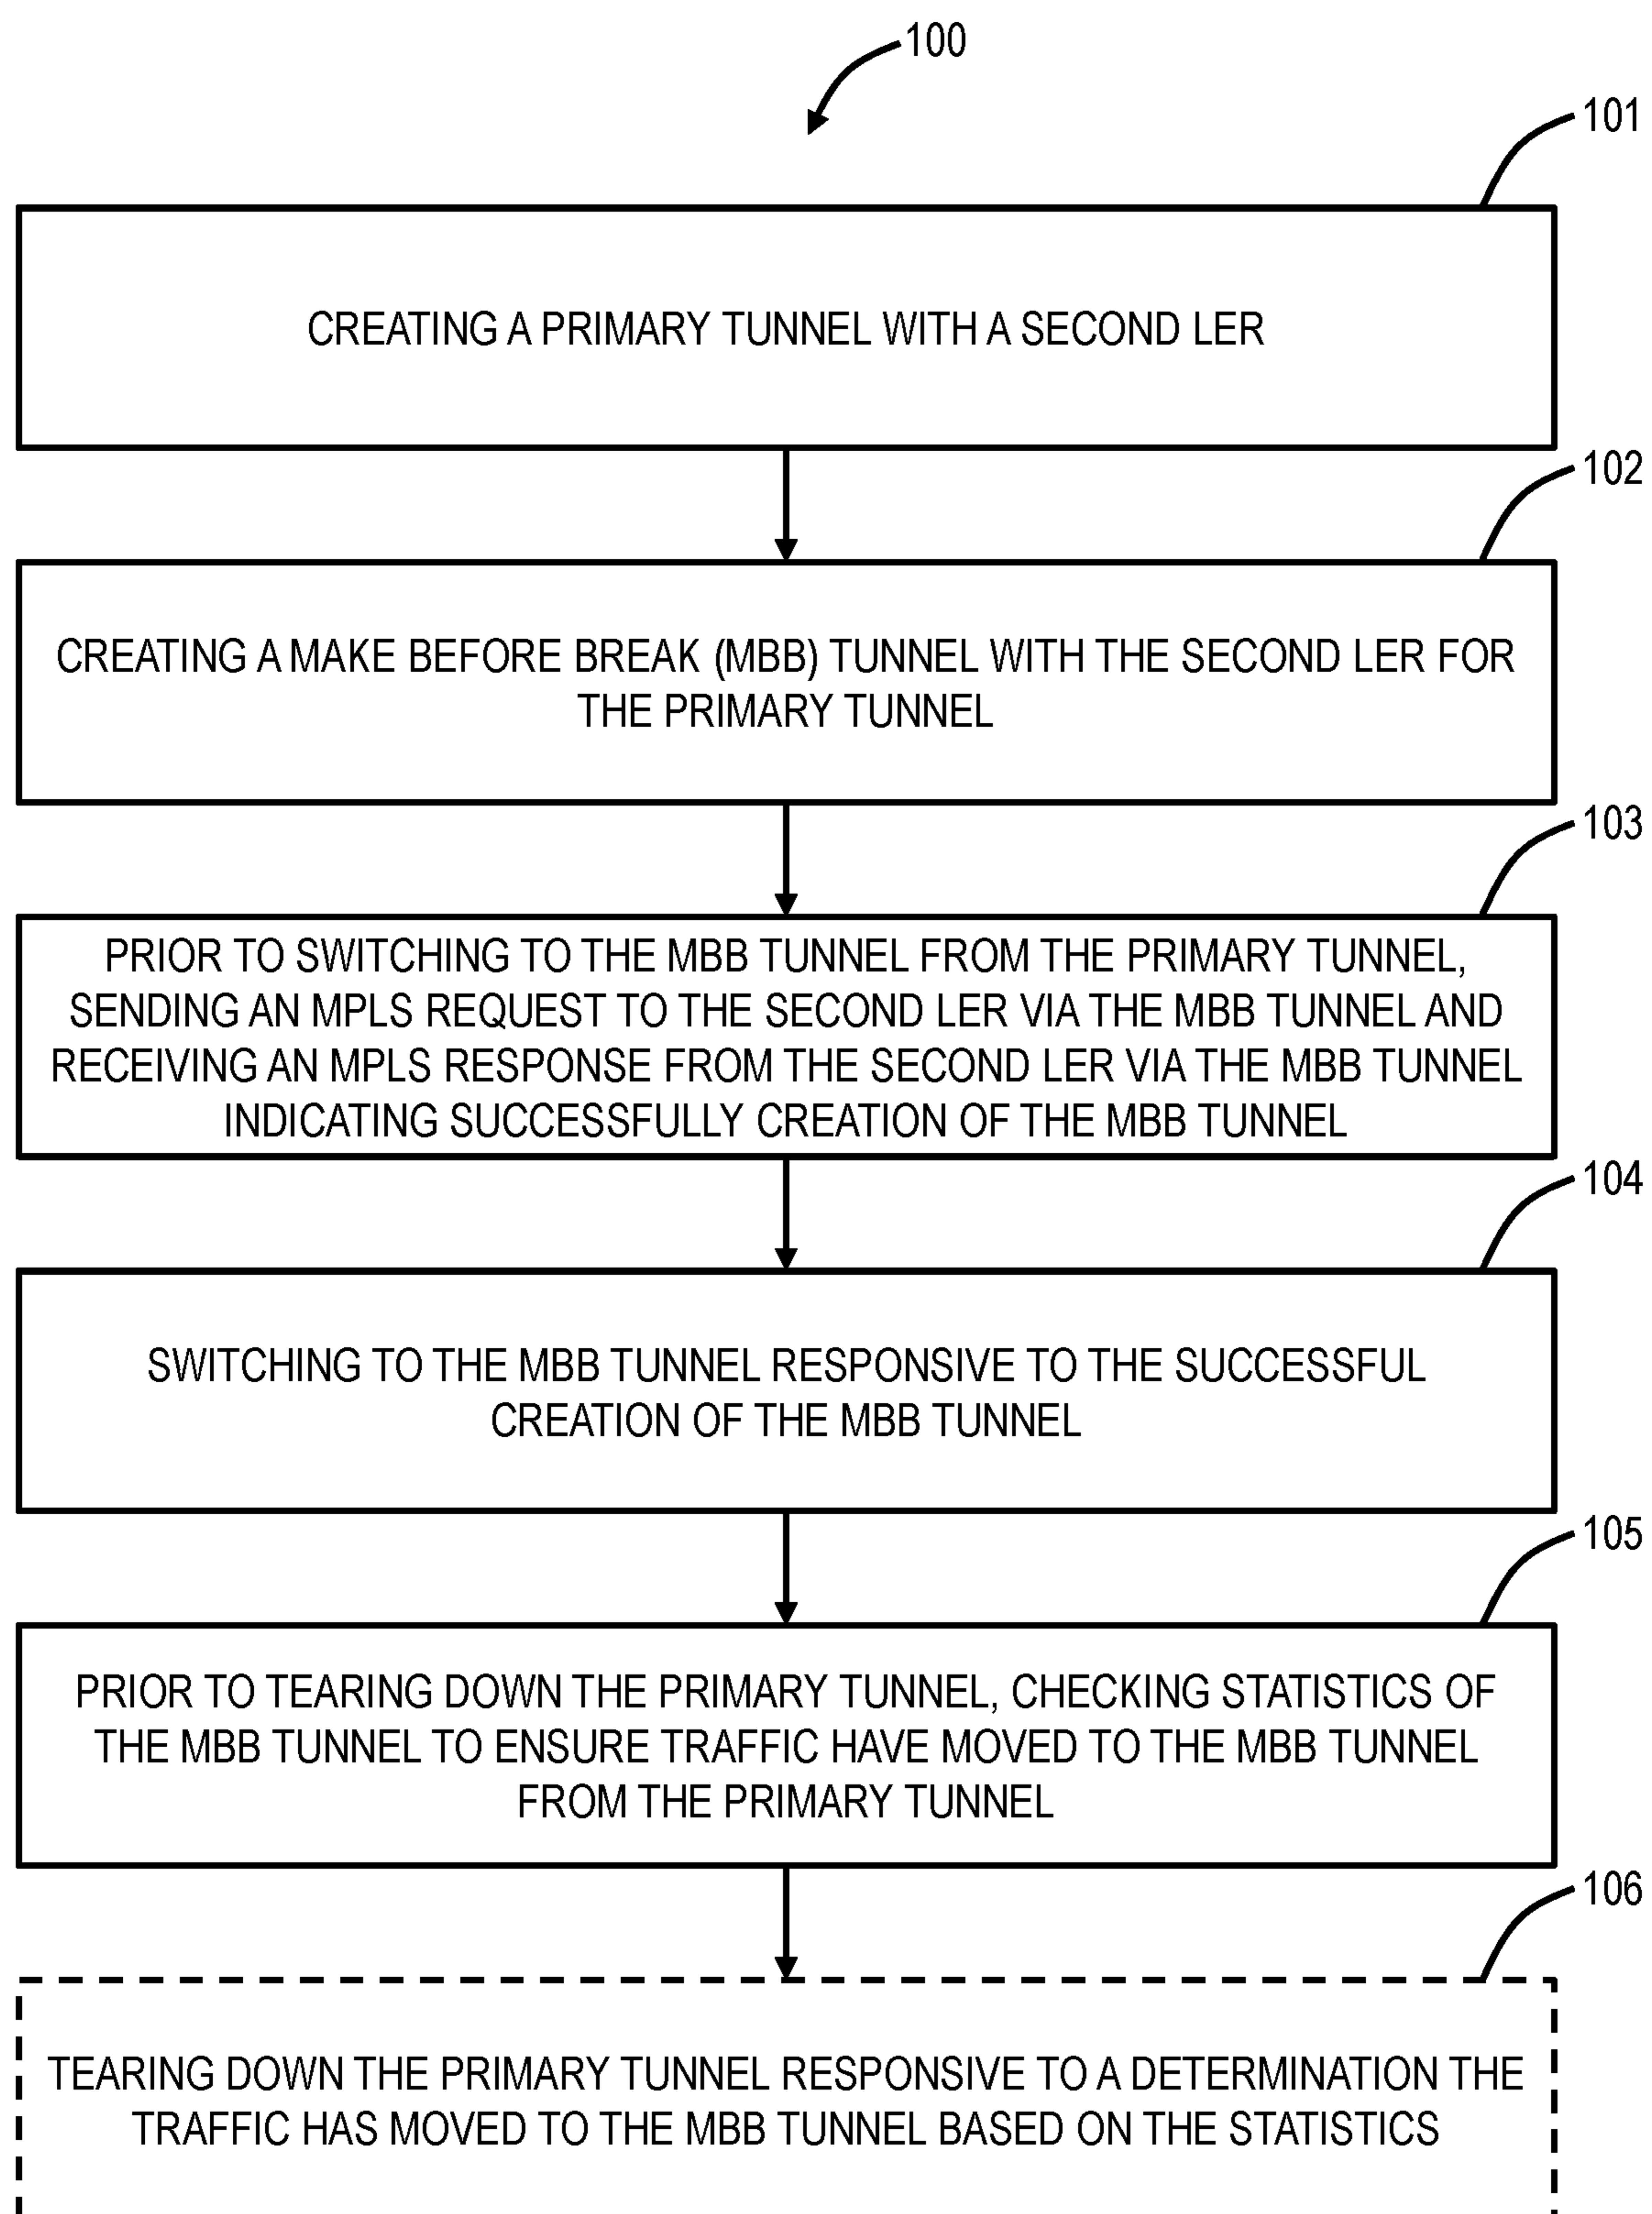 100
101
CREATING A PRIMARY TUNNEL WITH A SECOND LER
102
CREATING A MAKE BEFORE BREAK (MBB) TUNNEL WITH THE SECOND LER FOR
THE PRIMARY TUNNEL
103
PRIOR TO SWITCHING TO THE MBB TUNNEL FROM THE PRIMARY TUNNEL,
SENDING AN MPLS REQUEST TO THE SECOND LER VIA THE MBB TUNNEL AND
RECEIVING AN MPLS RESPONSE FROM THE SECOND LER VIA THE MBB TUNNEL
INDICATING SUCCESSFULLY CREATION OF THE MBB TUNNEL
104
SWITCHING TO THE MBB TUNNEL RESPONSIVE TO THE SUCCESSFUL
CREATION OF THE MBB TUNNEL
105
PRIOR TO TEARING DOWN THE PRIMARY TUNNEL, CHECKING STATISTICS OF
THE MBB TUNNEL TO ENSURE TRAFFIC HAVE MOVED TO THE MBB TUNNEL
FROM THE PRIMARY TUNNEL
106
TEARING DOWN THE PRIMARY TUNNEL RESPONSIVE TO A DETERMINATION THE
TRAFFIC HAS MOVED TO THE MBB TUNNEL BASED ON THE STATISTICS